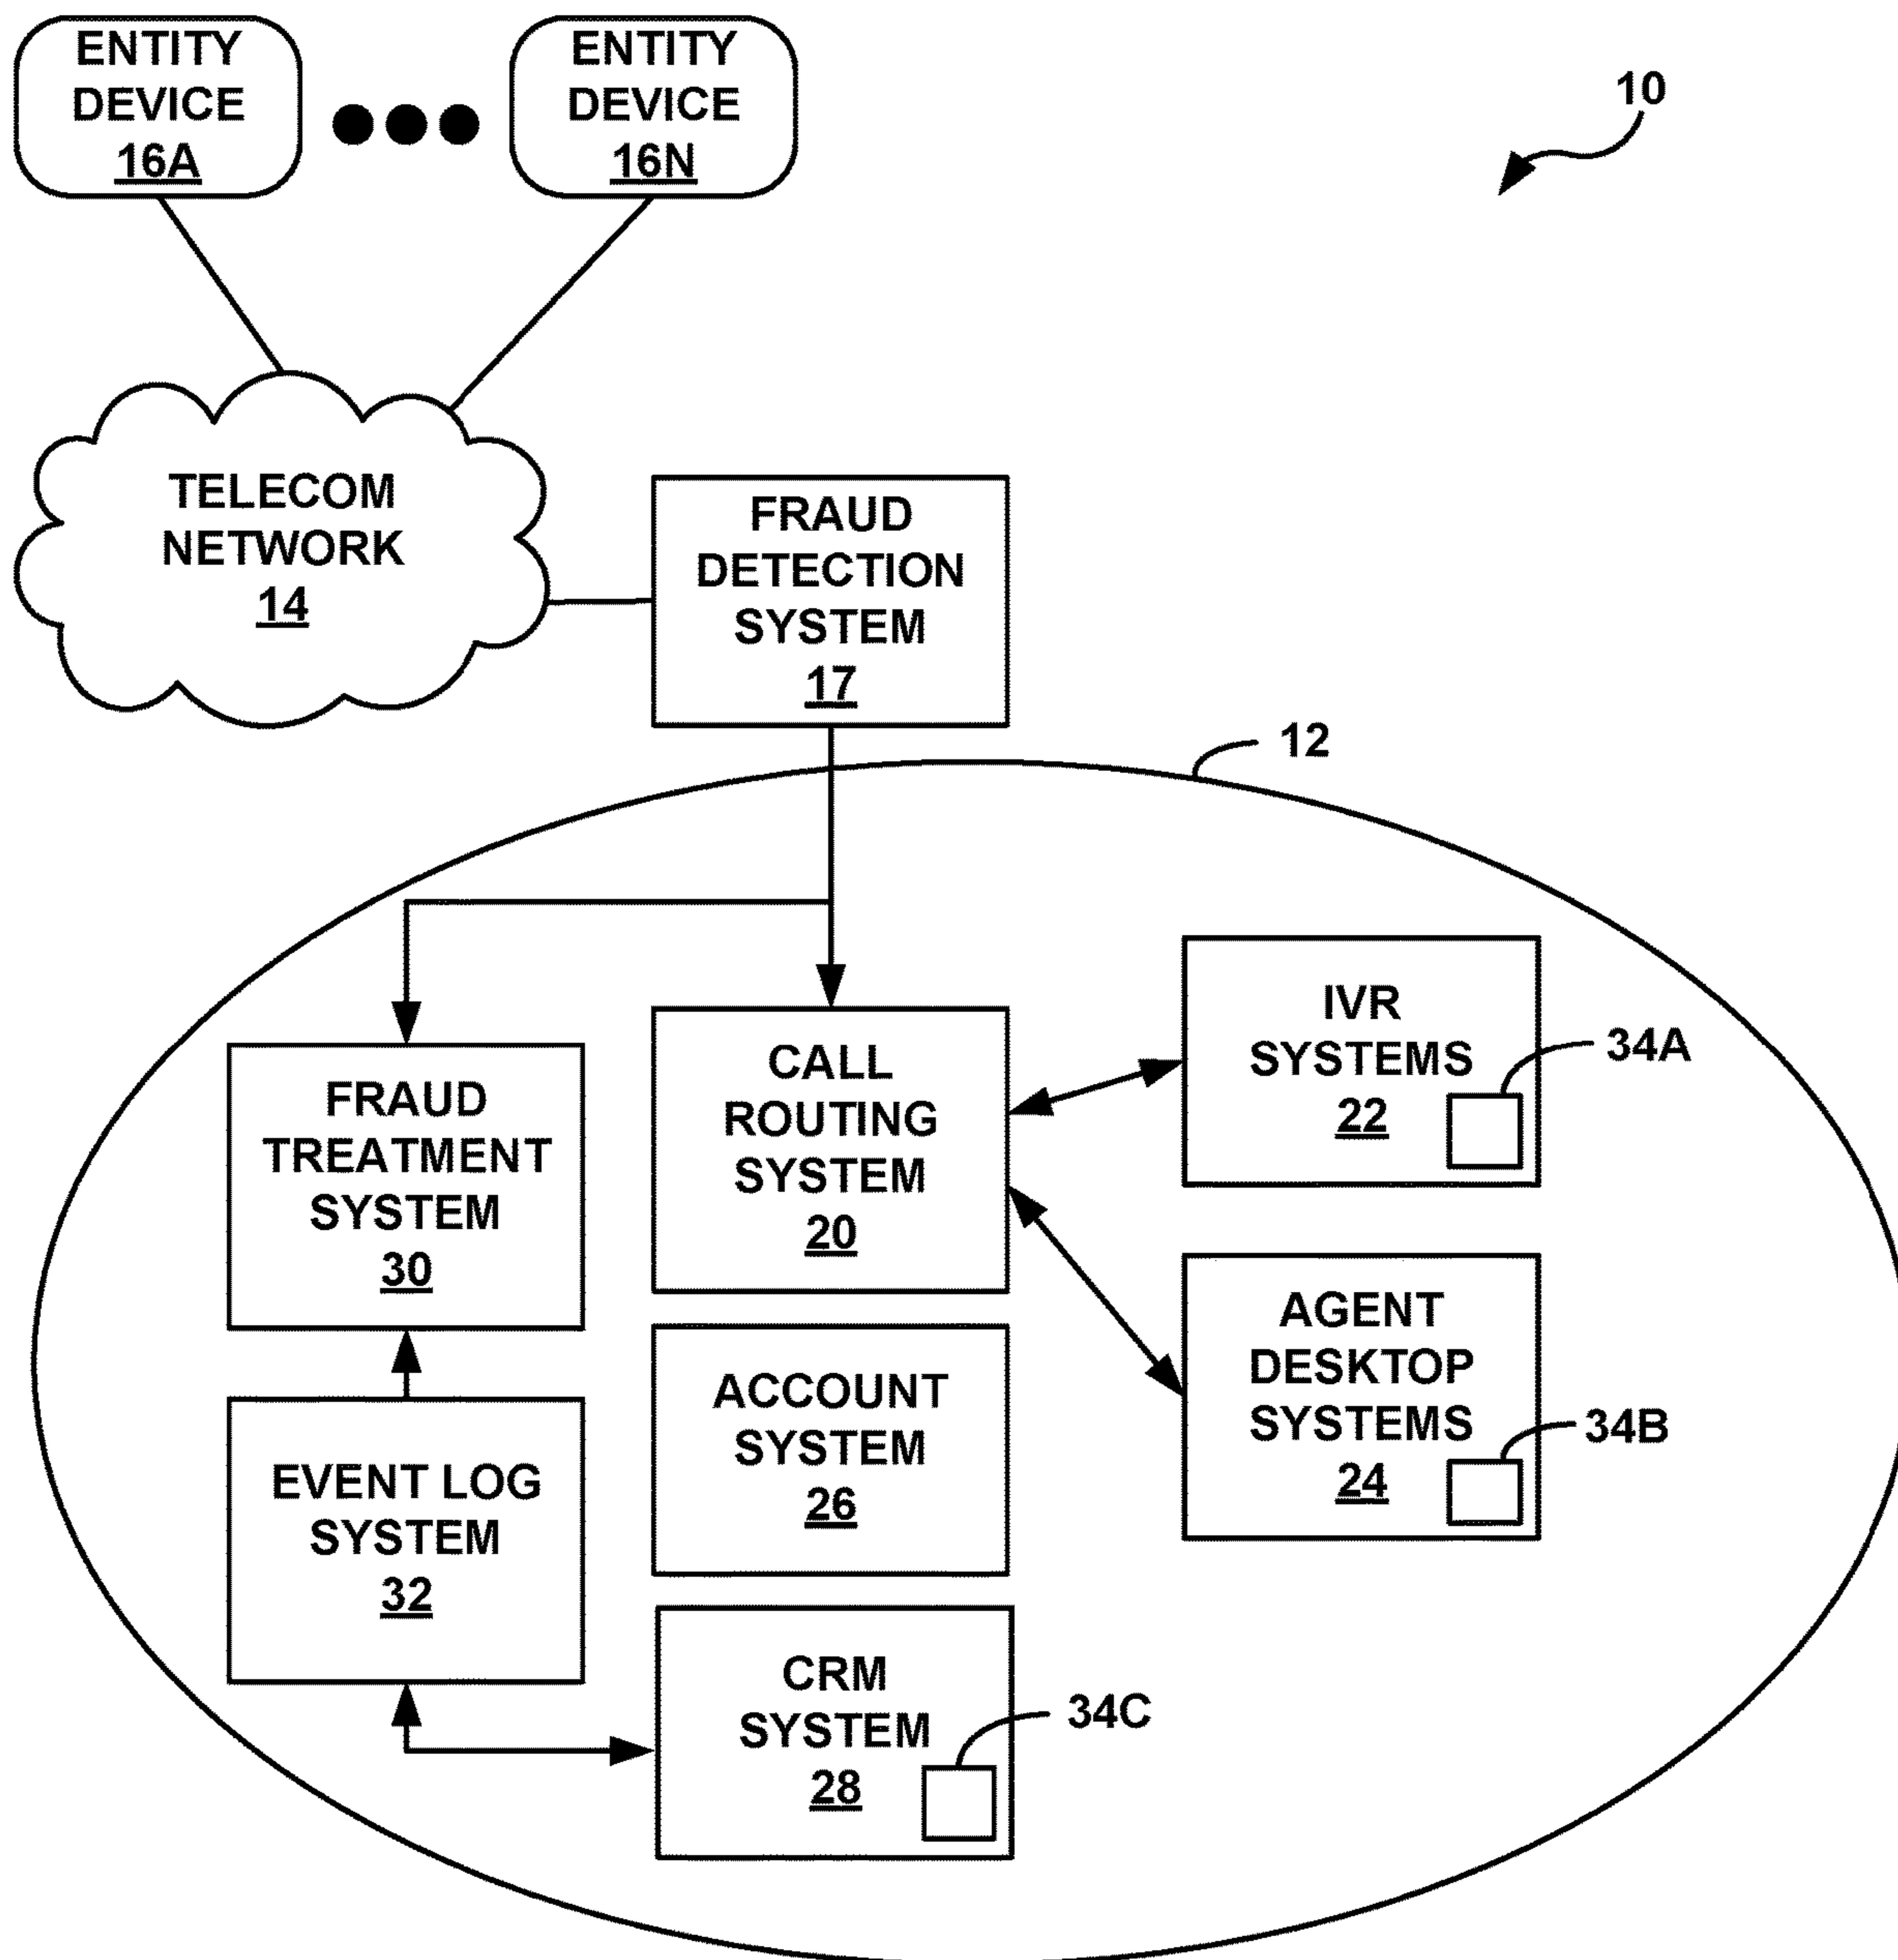 ENTITY
DEVICE
16A
ENTITY
DEVICE
16N
10
TELECOM
NETWORK
14
FRAUD
DETECTION
SYSTEM
17
12
FRAUD
TREATMENT
SYSTEM
30
CALL
ROUTING
SYSTEM
20
IVR
SYSTEMS
22
34A
AGENT
DESKTOP
SYSTEMS
24
34B
ACCOUNT
SYSTEM
26
EVENT LOG
SYSTEM
32
CRM
SYSTEM
28
34C